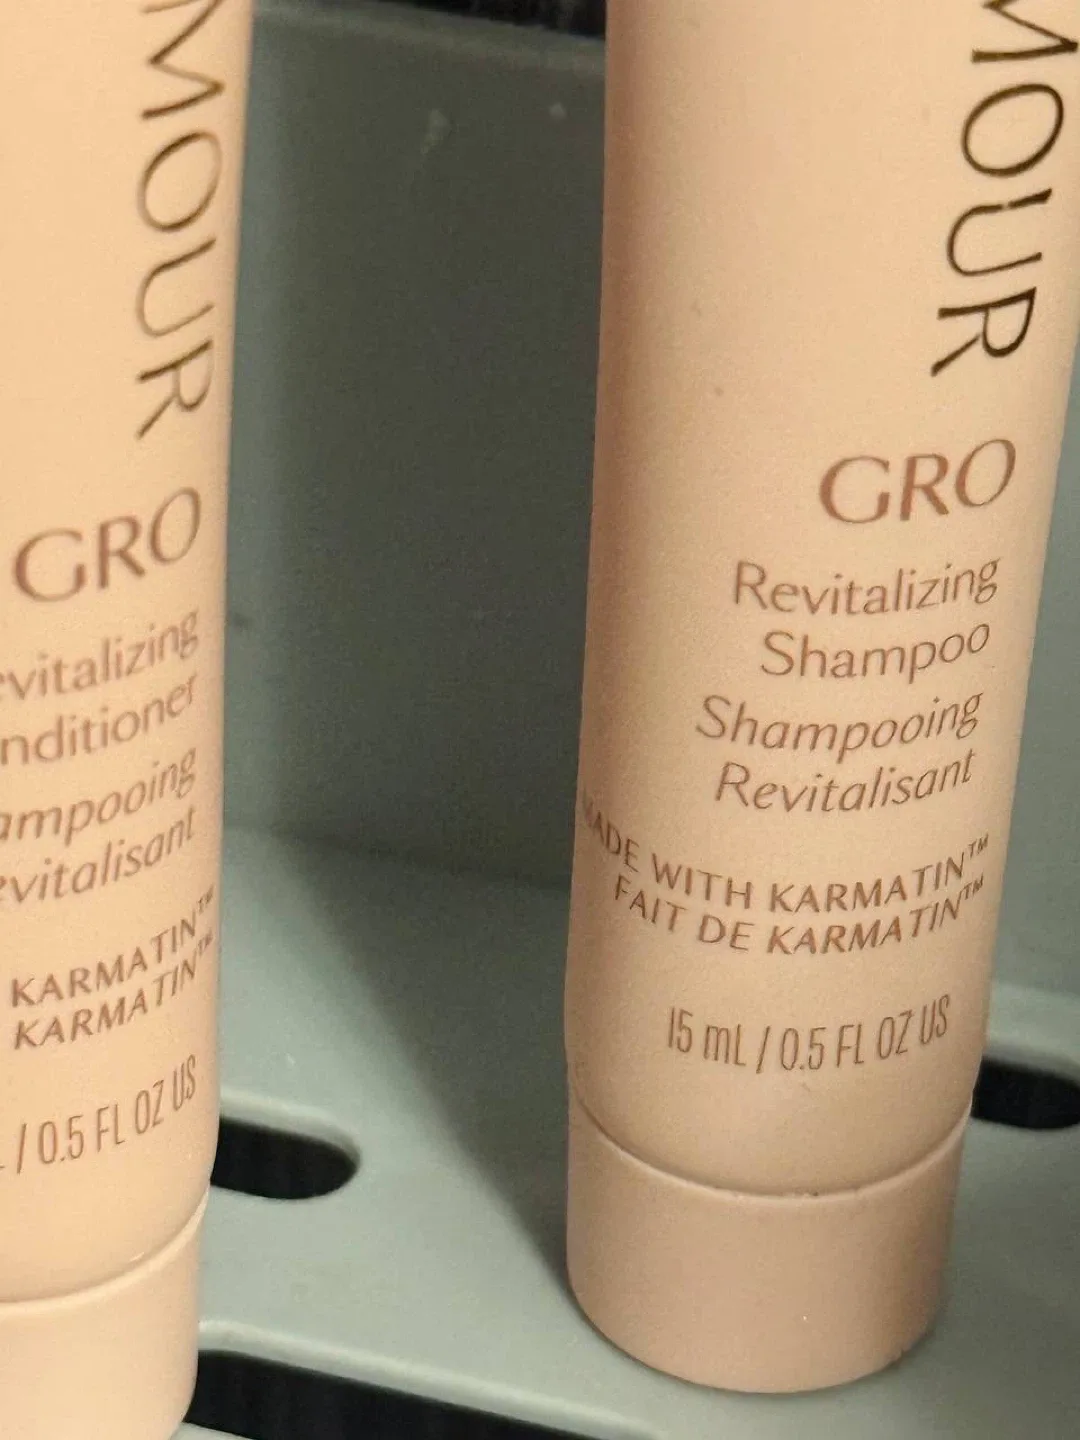 MOUR
GRO
evitalizing
nditioner
ampooing
evitalisant
KARMATIN™
KARMATIN™
/ 0.5 FL OZ US
MOUR
GRO
Revitalizing
Shampoo
Shampooing
Revitalisant
MADE WITH KARMATIN™
FAIT DE KARMATIN™
15 mL / 0.5 FL OZ US